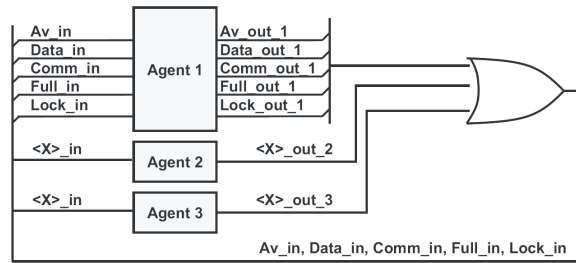 Av_in
Data_in
Comm_in
Full_in
Lock_in
Agent 1
Av_out_1
Data_out_1
Comm_out_1
Full_out_1
Lock_out_1
<X>_in
Agent 2
<X>_out_2
<X>_in
Agent 3
<X>_out_3
Av_in, Data_in, Comm_in, Full_in, Lock_in